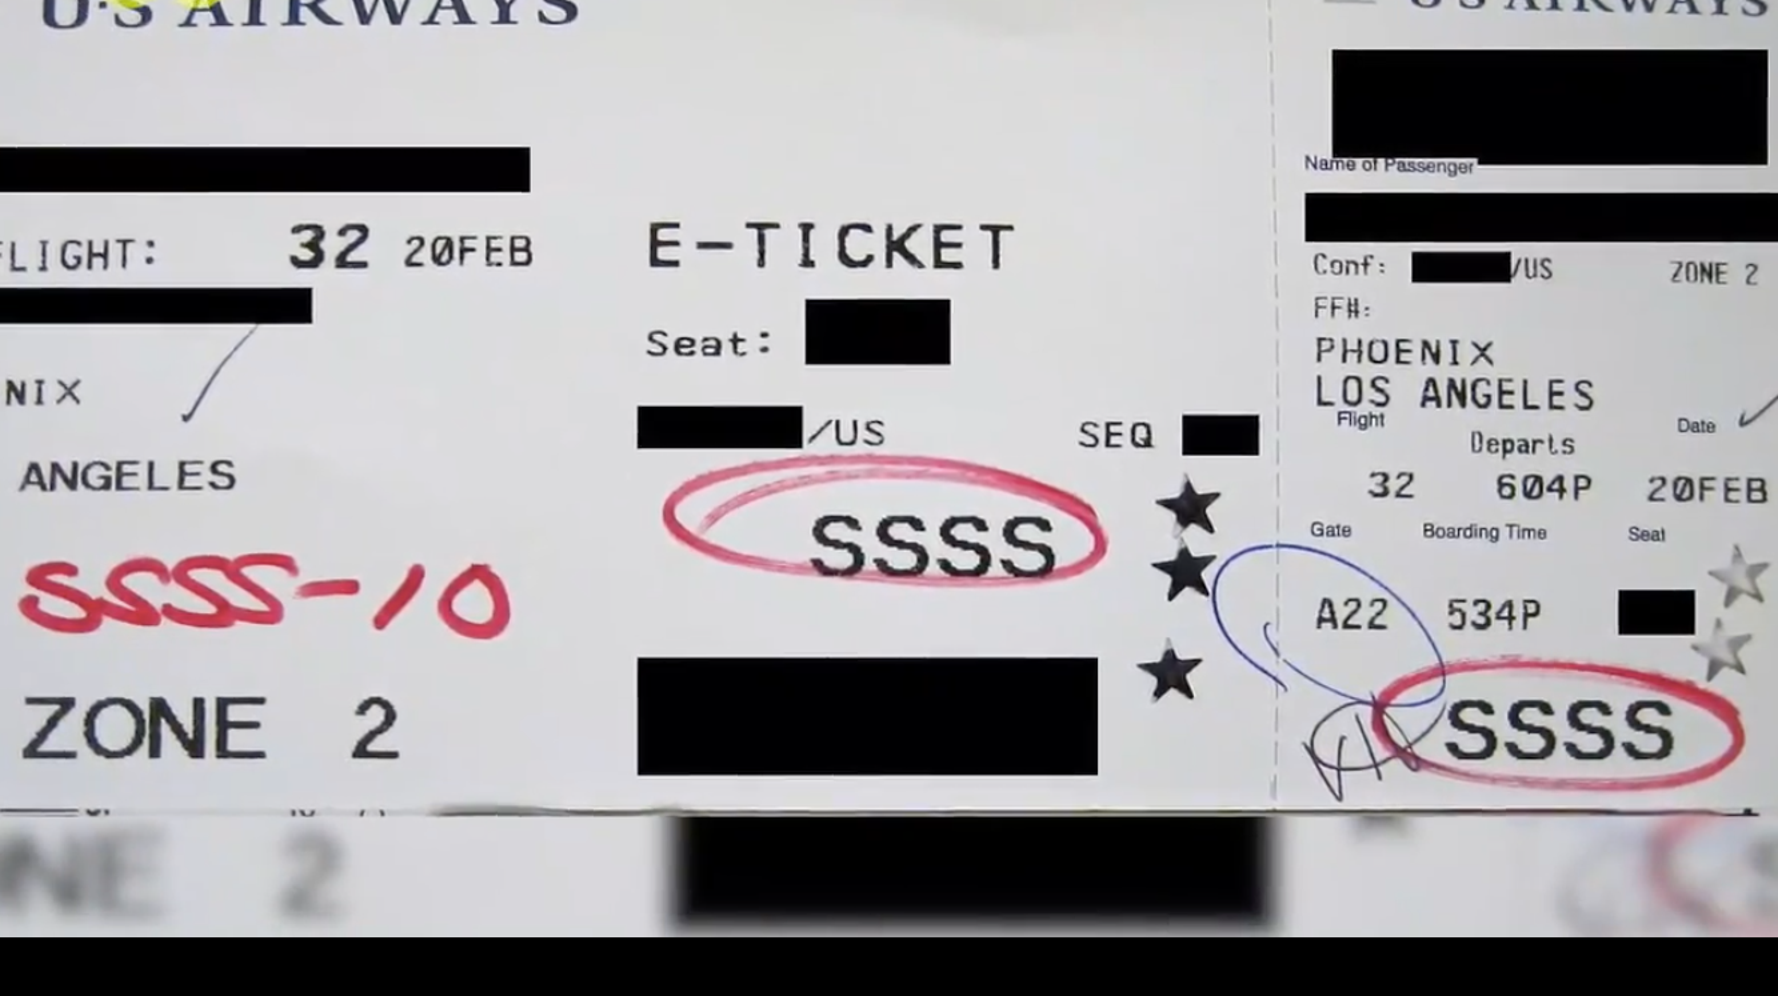 U·S AIRWAYS
FLIGHT: 32 20FEB
NIX
ANGELES
SSSS-10
ZONE 2
E-TICKET
Seat:
/US SEQ
SSSS
U·S AIRWAYS
Name of Passenger
Conf: /US ZONE 2
FF#:
PHOENIX
LOS ANGELES
Flight Departs Date
32 604P 20FEB
Gate Boarding Time Seat
A22 534P
SSSS
NE 2